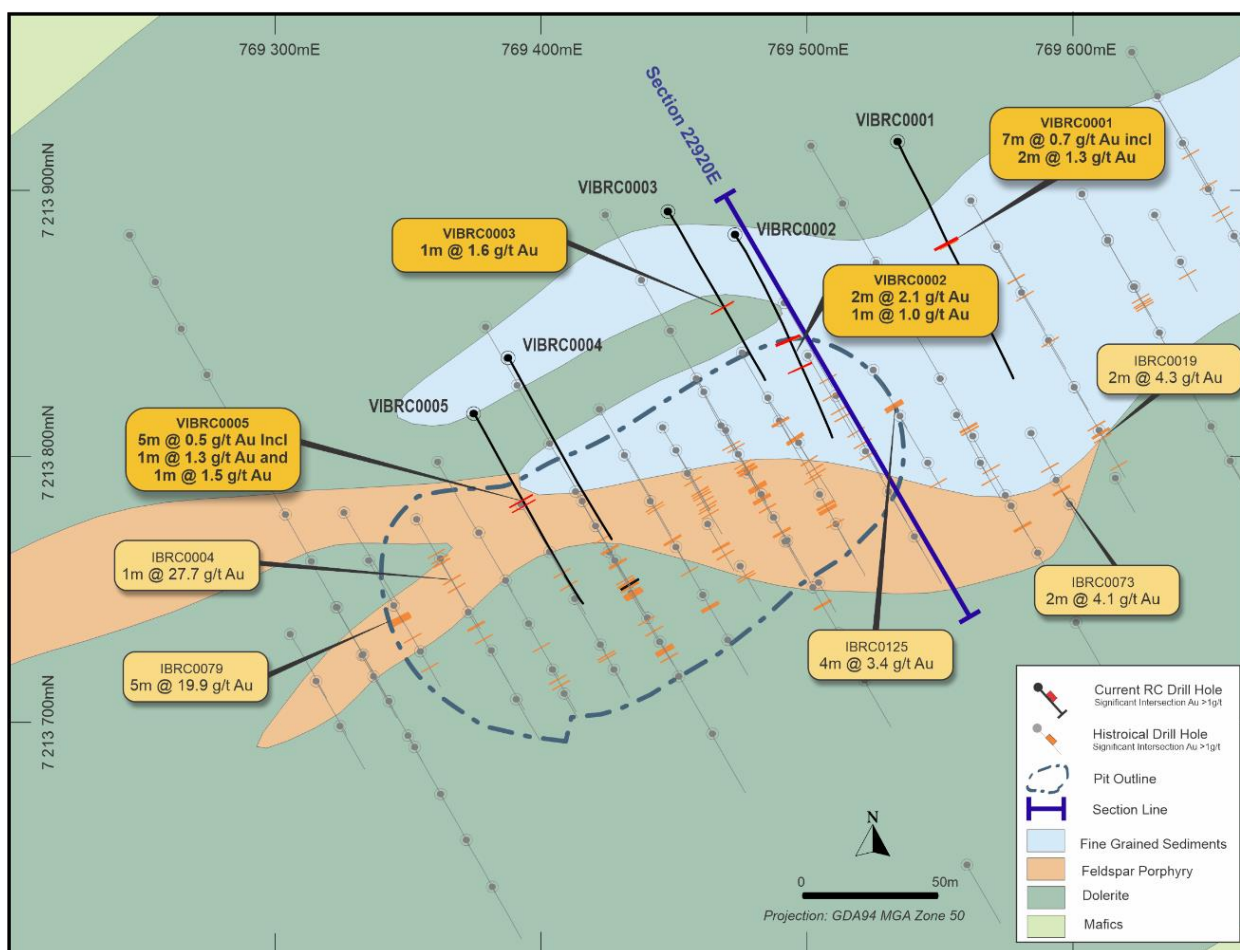 769 300mE
769 400mE
769 500mE
769 600mE
7 213 900mN
7 213 800mN
7 213 700mN
Section 22920E
VIBRC0001
VIBRC0001
7m @ 0.7 g/t Au incl
2m @ 1.3 g/t Au
VIBRC0003
VIBRC0002
VIBRC0003
1m @ 1.6 g/t Au
VIBRC0002
2m @ 2.1 g/t Au
1m @ 1.0 g/t Au
VIBRC0004
VIBRC0005
IBRC0019
2m @ 4.3 g/t Au
VIBRC0005
5m @ 0.5 g/t Au Incl
1m @ 1.3 g/t Au and
1m @ 1.5 g/t Au
IBRC0004
1m @ 27.7 g/t Au
IBRC0073
2m @ 4.1 g/t Au
IBRC0125
4m @ 3.4 g/t Au
IBRC0079
5m @ 19.9 g/t Au
Current RC Drill Hole
Significant Intersection Au >1g/t
Histroical Drill Hole
Significant Intersection Au >1g/t
Pit Outline
Section Line
Fine Grained Sediments
Feldspar Porphyry
Dolerite
Mafics
N
0
50m
Projection: GDA94 MGA Zone 50